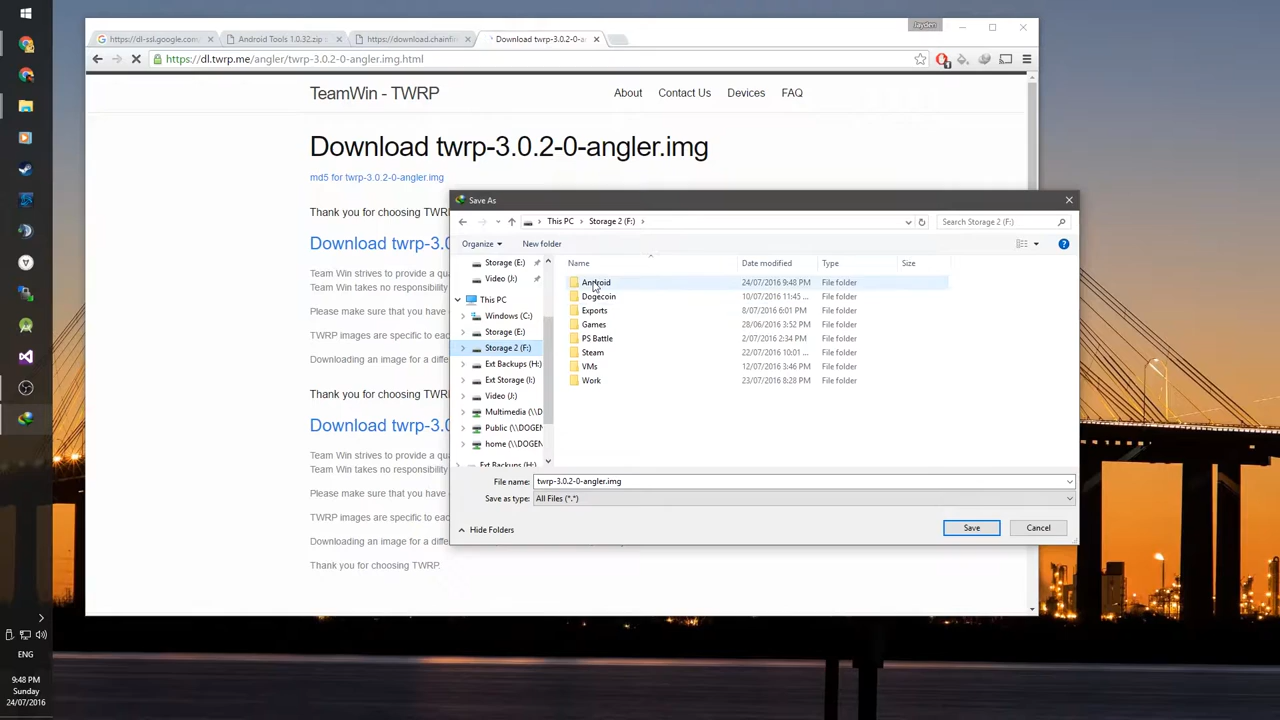 Jayden
https://dl-ssl.google.com/
Android Tools 1.0.32.zip
https://download.chainfir
Download twrp-3.0.2-0-an
https://dl.twrp.me/angler/twrp-3.0.2-0-angler.img.html
TeamWin - TWRP
About
Contact Us
Devices
FAQ
Download twrp-3.0.2-0-angler.img
md5 for twrp-3.0.2-0-angler.img
Thank you for choosing TWRP
Download twrp-3.0
Team Win strives to provide a qu
Team Win takes no responsibility
Please make sure that you have
TWRP images are specific to eac
Downloading an image for a diffe
Thank you for choosing TWRP
Download twrp-3.0
Team Win strives to provide a qua
Team Win takes no responsibility
Please make sure that you have
TWRP images are specific to eac
Downloading an image for a diffe
Thank you for choosing TWRP.
Save As
This PC
Storage 2 (F:)
Search Storage 2 (F:)
Organize
New folder
Storage (E:)
Video (J:)
This PC
Windows (C:)
Storage (E:)
Storage 2 (F:)
Ext Backups (H:)
Ext Storage (I:)
Video (J:)
Multimedia (\\D
Public (\\DOGEN
home (\\DOGEN
Ext Backups (H:)
Name Date modified Type Size
Android 24/07/2016 9:48 PM File folder
Dogecoin 10/07/2016 11:45 ... File folder
Exports 8/07/2016 6:01 PM File folder
Games 28/06/2016 3:52 PM File folder
PS Battle 2/07/2016 2:34 PM File folder
Steam 22/07/2016 10:01 ... File folder
VMs 12/07/2016 3:46 PM File folder
Work 23/07/2016 8:28 PM File folder
File name: twrp-3.0.2-0-angler.img
Save as type: All Files (*.*)
Hide Folders
Save
Cancel
ENG
9:48 PM
Sunday
24/07/2016